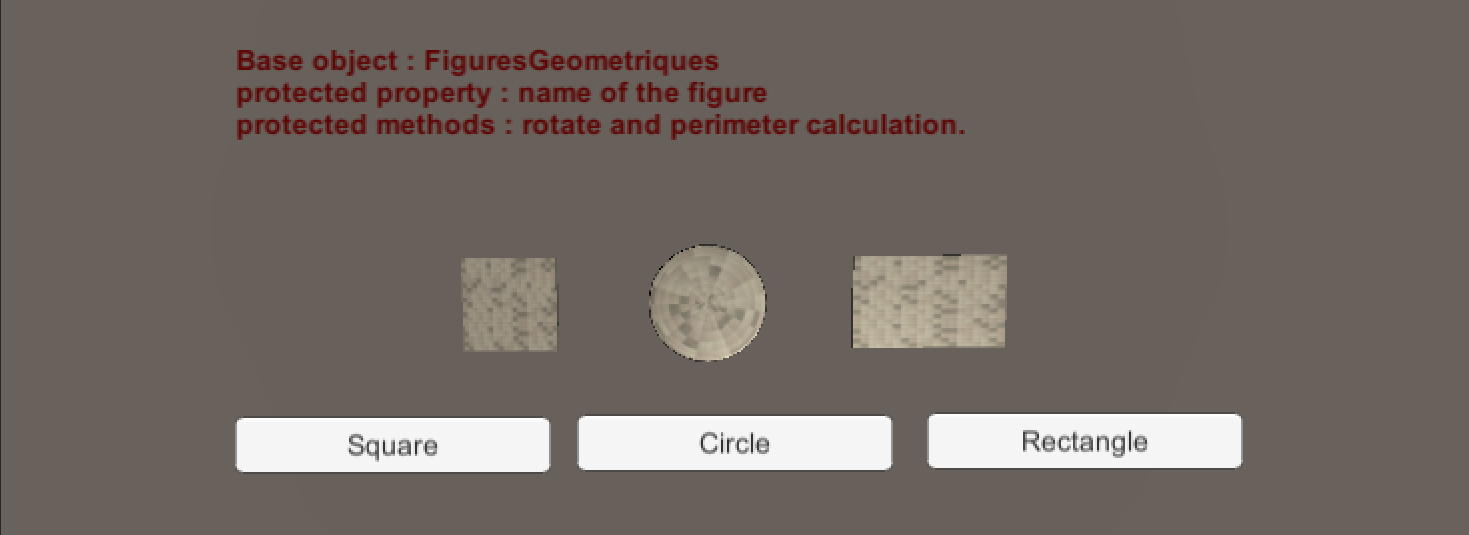 Base object : FiguresGeometriques
protected property : name of the figure
protected methods : rotate and perimeter calculation.
Square
Circle
Rectangle